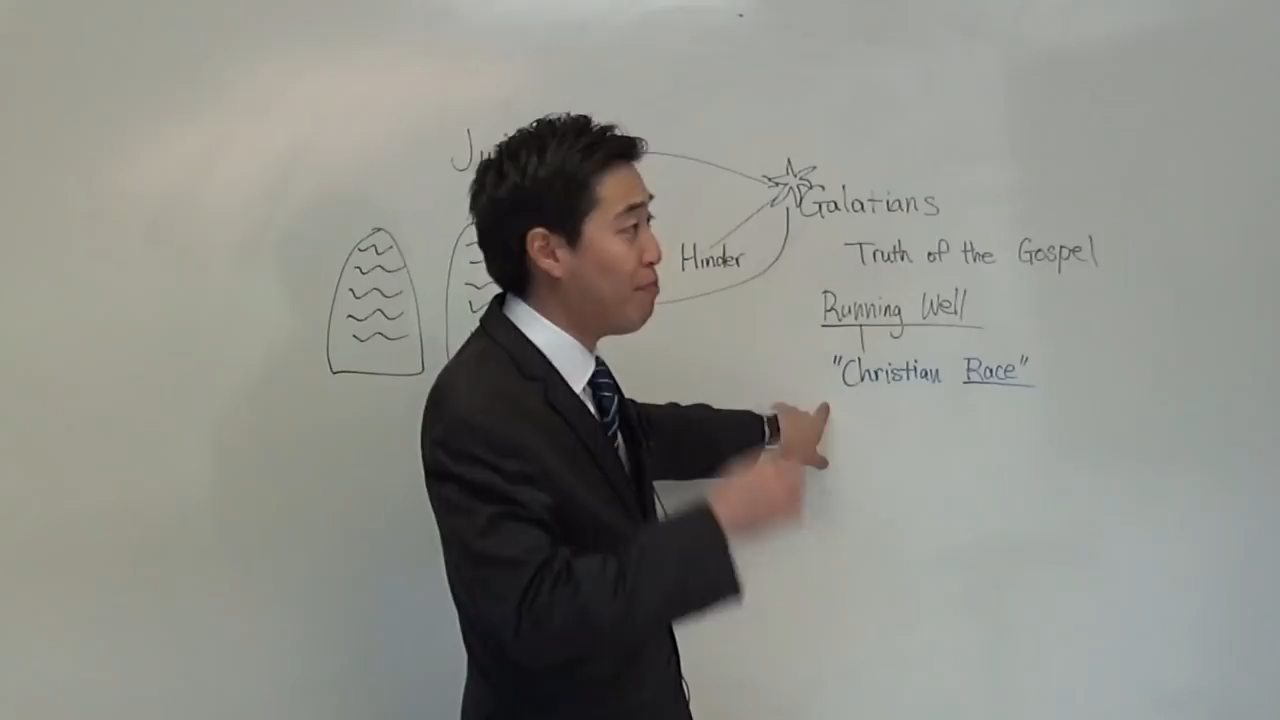 Galatians
Hinder
Truth of the Gospel
Running Well
"Christian Race"